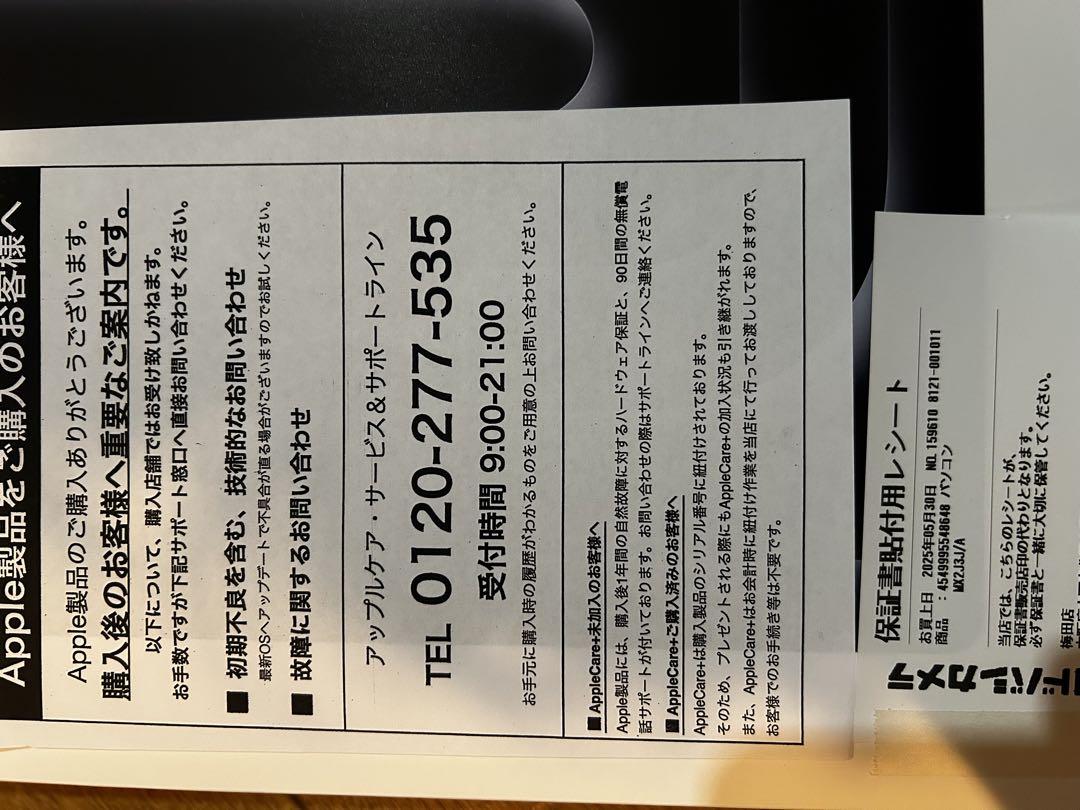 Apple製品をご購入のお客様へ
Apple製品のご購入ありがとうございます。
購入後のお客様へ重要なご案内です。
以下について、購入店舗ではお受け致しかねます。
お手数ですが下記サポート窓口へ直接お問い合わせください。
■ 初期不良を含む、技術的なお問い合わせ
最新OSへアップデートで不具合が直る場合がございますのでお試しください。
■ 故障に関するお問い合わせ
アップルケア・サービス&サポートライン
TEL 0120-277-535
受付時間 9:00-21:00
お手元に購入時の履歴がわかるものをご用意の上お問い合わせください。
■ AppleCare+未加入のお客様へ
Apple製品には、購入後1年間の自然故障に対するハードウェア保証と、90日間の無償電
話サポートが付いております。お問い合わせの際はサポートラインへご連絡ください。
■ AppleCare+ご購入済みのお客様へ
AppleCare+は購入製品のシリアル番号に紐付けされております。
そのため、プレゼントされる際にもAppleCare+の加入状況も引き継がれます。
また、AppleCare+はお会計時に紐付け作業を当店にて行ってお渡ししておりますので、
お客様でのお手続き等は不要です。
ヨドバシカメラ
保証書貼付用レシート
お買上日 2025年05月30日 NO.159610 8121-001011
商品 : 4549995548648 パソコン
MX2J3J/A
当店では、こちらのレシートが、
保証書販売店印の代わりとなります。
必ず保証書と一緒に大切に保管してください。
梅田店